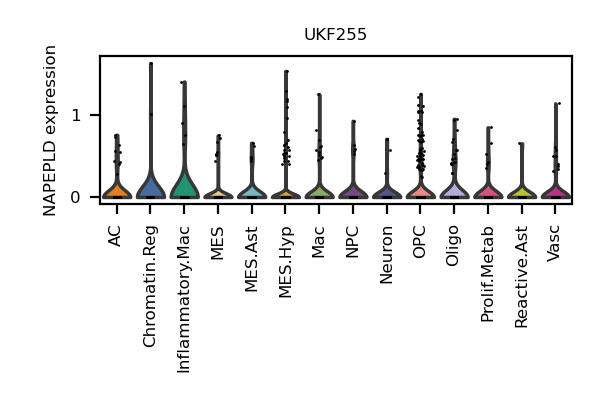 UKF255
NAPEPLD expression
1
0
AC
Chromatin.Reg
Inflammatory.Mac
MES
MES.Ast
MES.Hyp
Mac
NPC
Neuron
OPC
Oligo
Prolif.Metab
Reactive.Ast
Vasc